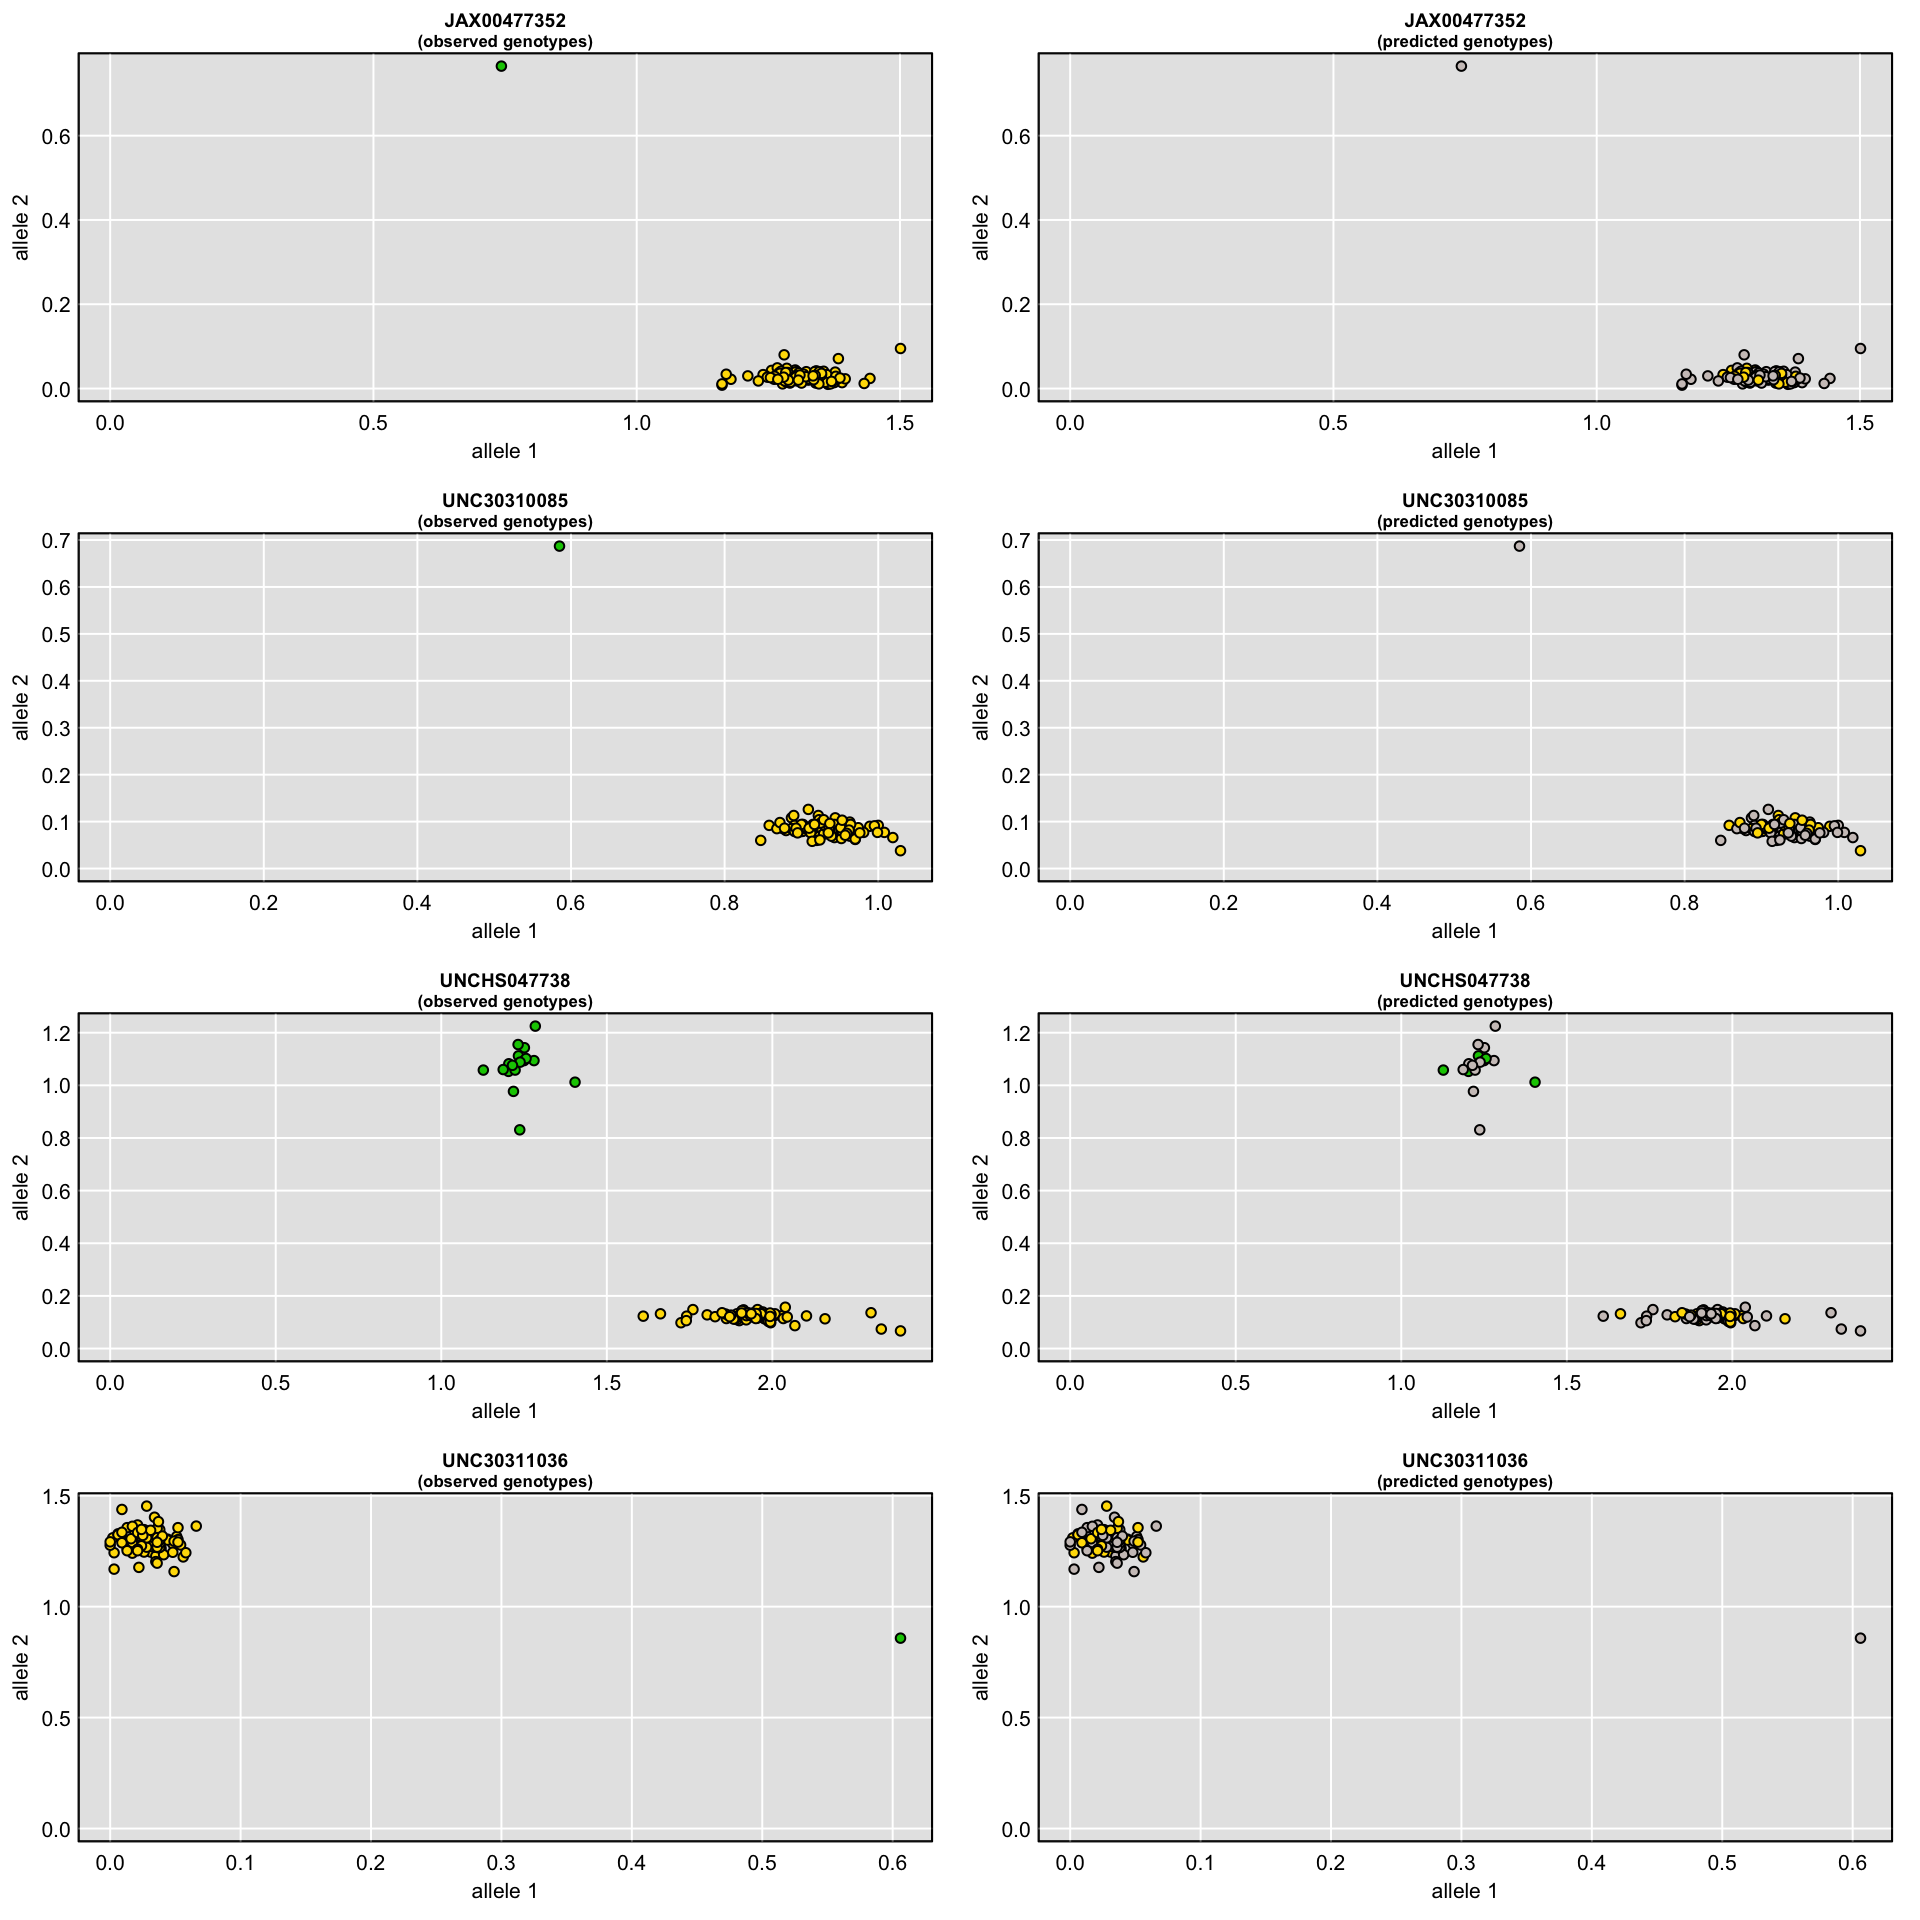 JAX00477352
(observed genotypes)
allele 2
0.6
0.4
0.2
0.0
0.0 0.5 1.0 1.5
allele 1
JAX00477352
(predicted genotypes)
allele 2
0.6
0.4
0.2
0.0
0.0 0.5 1.0 1.5
allele 1
UNC30310085
(observed genotypes)
allele 2
0.7
0.6
0.5
0.4
0.3
0.2
0.1
0.0
0.0 0.2 0.4 0.6 0.8 1.0
allele 1
UNC30310085
(predicted genotypes)
allele 2
0.7
0.6
0.5
0.4
0.3
0.2
0.1
0.0
0.0 0.2 0.4 0.6 0.8 1.0
allele 1
UNCHS047738
(observed genotypes)
allele 2
1.2
1.0
0.8
0.6
0.4
0.2
0.0
0.0 0.5 1.0 1.5 2.0
allele 1
UNCHS047738
(predicted genotypes)
allele 2
1.2
1.0
0.8
0.6
0.4
0.2
0.0
0.0 0.5 1.0 1.5 2.0
allele 1
UNC30311036
(observed genotypes)
allele 2
1.5
1.0
0.5
0.0
0.0 0.1 0.2 0.3 0.4 0.5 0.6
allele 1
UNC30311036
(predicted genotypes)
allele 2
1.5
1.0
0.5
0.0
0.0 0.1 0.2 0.3 0.4 0.5 0.6
allele 1